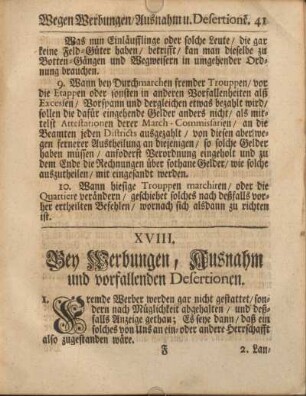 Wegen Werbungen/ Ausnahm u. Desertiont. 41
Was nun Einläufflinge oder solche Leute/ die gar
keine Feld-Güter haben/ betrifft/ kan man dieselbe zu
Botten-Gängen und Wegweisern in umgehender Ord-
nung brauchen.
9. Wann bey Durchmarchen fremder Trouppen/ vor
die Etappen oder sonsten in anderen Vorfallenheiten alß
Excessen/ Vorspann und dergleichen etwas bezahlt wird/
sollen die dafür eingehende Gelder anders nicht/ als mit-
telst Attestationen derer March-Commissarien/ an
die Beamten jeden Districts ausgezahlt/ von diesen aber we-
gen fernerer Austheilung an diejenigen/ so solche Gelder
haben müssen/ ansonderst Verordnung eingeholt und zu
dem Ende die Rechnungen über sothane Gelder/ wie solche
auszutheilen/ mit eingesandt werden.
10. Wann hiesige Trouppen marchiren/ oder die
Quartiere verändern/ geschiehet solches nach deßfalls vor-
her ertheilten Befehlen/ wornach sich alsdann zu richten
ist.
XVIII.
Bey Werbungen, Ausnahm
und vorfallenden Desertionen.
1. Fremde Werber werden gar nicht gestattet/ son-
dern nach Müglichkeit abgehalten/ und deß-
falls Anzeige gethan; Es seye dann/ daß ein
solches von Uns an ein- oder andere Herrschafft
also zugestanden wäre.
F 2. Lan-